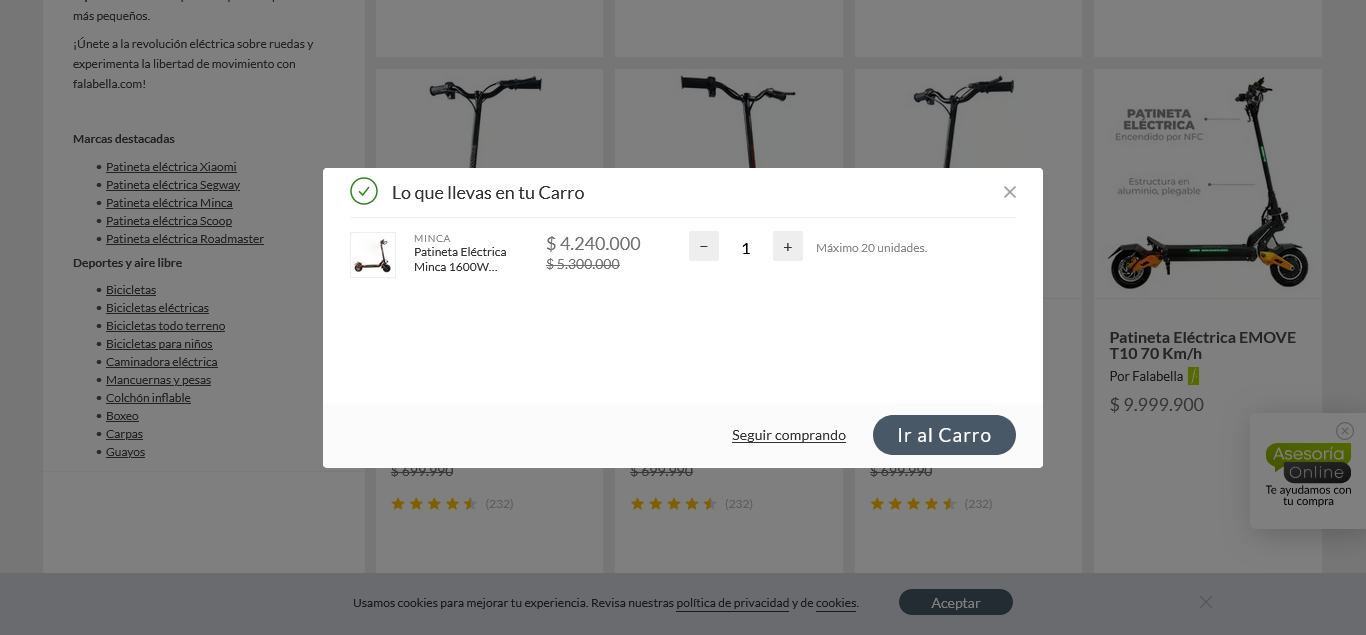 más pequeños.
¡Únete a la revolución eléctrica sobre ruedas y
experimenta la libertad de movimiento con
falabella.com!
Marcas destacadas
Patineta eléctrica Xiaomi
Patineta eléctrica Segway
Patineta eléctrica Minca
Patineta eléctrica Scoop
Patineta eléctrica Roadmaster
Deportes y aire libre
Bicicletas
Bicicletas eléctricas
Bicicletas todo terreno
Bicicletas para niños
Caminadora eléctrica
Mancuernas y pesas
Colchón inflable
Boxeo
Carpas
Guayos
Lo que llevas en tu Carro
MINCA
Patineta Eléctrica
Minca 1600W...
$ 4.240.000
$ 5.300.000
−
1
+
Máximo 20 unidades.
Seguir comprando
Ir al Carro
$ 699.990
(232)
$ 699.990
(232)
$ 699.990
(232)
PATINETA
ELÉCTRICA
Encendido por NFC
Estructura en
aluminio, plegable
Patineta Eléctrica EMOVE
T10 70 Km/h
Por Falabella
$ 9.999.900
Asesoría
Online
Te ayudamos con
tu compra
Usamos cookies para mejorar tu experiencia. Revisa nuestras política de privacidad y de cookies.
Aceptar